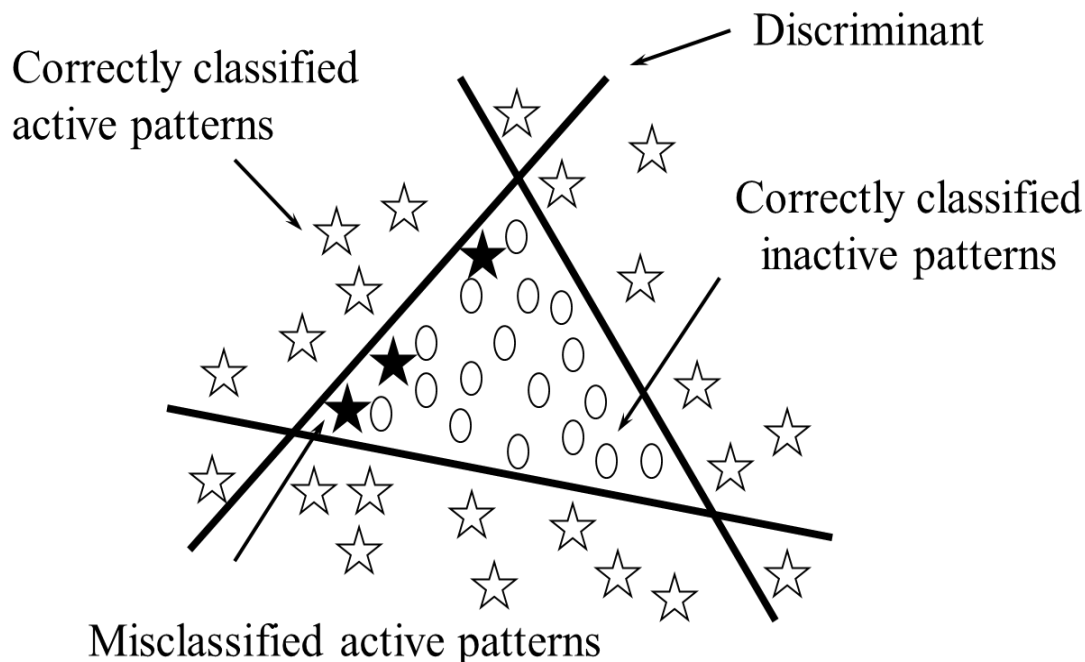 Discriminant
Correctly classified
active patterns
Correctly classified
inactive patterns
Misclassified active patterns